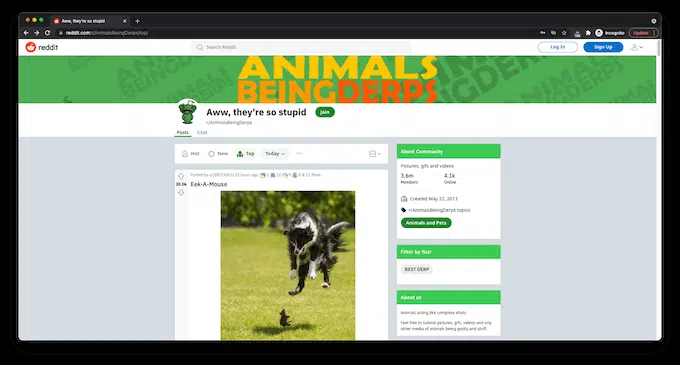 Aww, they're so stupid
reddit.com/r/AnimalsBeingDerps/top/
Incognito
Update
reddit
Search Reddit
Log In
Sign Up
ANIMALS
BEINGDERPS
Aww, they're so stupid
Join
r/AnimalsBeingDerps
Posts
Chat
Hot
New
Top
Today
Posted by
22 hours ago
Eek-A-Mouse
About Community
Pictures, gifs and videos
3.6m
4.1k
Members
Online
Created May 22, 2013
r/AnimalsBeingDerps topics
Animals and Pets
Filter by flair
BEST DERP
About us
Animals acting like complete idiots.
Feel free to submit pictures, gifs, videos and any
other media of animals being goofy and stuff.